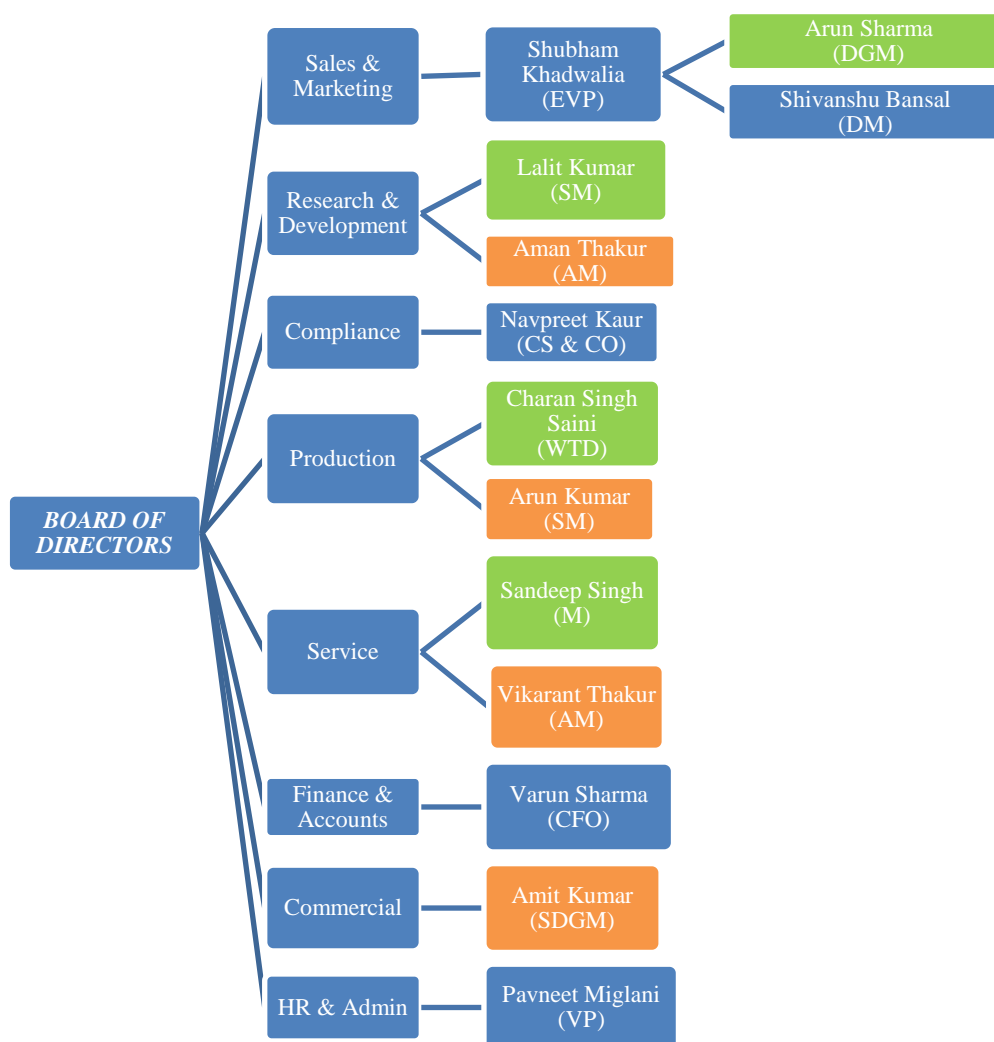 Sales &
Marketing
Shubham
Khadwalia
(EVP)
Arun Sharma
(DGM)
Shivanshu Bansal
(DM)
Research &
Development
Lalit Kumar
(SM)
Aman Thakur
(AM)
Compliance
Navpreet Kaur
(CS & CO)
Production
Charan Singh
Saini
(WTD)
Arun Kumar
(SM)
BOARD OF
DIRECTORS
Service
Sandeep Singh
(M)
Vikarant Thakur
(AM)
Finance &
Accounts
Varun Sharma
(CFO)
Commercial
Amit Kumar
(SDGM)
HR & Admin
Pavneet Miglani
(VP)